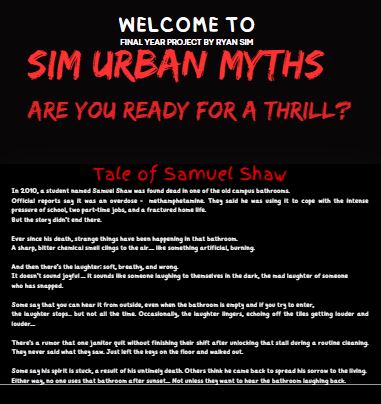 WELCOME TO
FINAL YEAR PROJECT BY RYAN SIM
SIM URBAN MYTHS
ARE YOU READY FOR A THRILL?
Tale of Samuel Shaw
In 2010, a student named Samuel Shaw was found dead in one of the old campus bathrooms.
Official reports say it was an overdose - methamphetamine. They said he was using it to cope with the intense
pressure of school, two part-time jobs, and a fractured home life.
But the story didn't end there.
Ever since his death, strange things have been happening in that bathroom.
A sharp, bitter chemical smell clings to the air... like something artificial, burning.
And then there's the laughter: soft, breathy, and wrong.
It doesn't sound joyful ... it sounds like someone laughing to themselves in the dark, the mad laughter of someone
who has snapped.
Some say that you can hear it from outside, even when the bathroom is empty and if you try to enter,
the laughter stops.. but not all the time. Occasionally, the laughter lingers, echoing off the tiles getting louder and
louder...
There's a rumor that one janitor quit without finishing their shift after unlocking that stall during a routine cleaning.
They never said what they saw. Just left the keys on the floor and walked out.
Some say his spirit is stuck, a result of his untimely death. Others think he came back to spread his sorrow to the living.
Either way, no one uses that bathroom after sunset... Not unless they want to hear the bathroom laughing back.